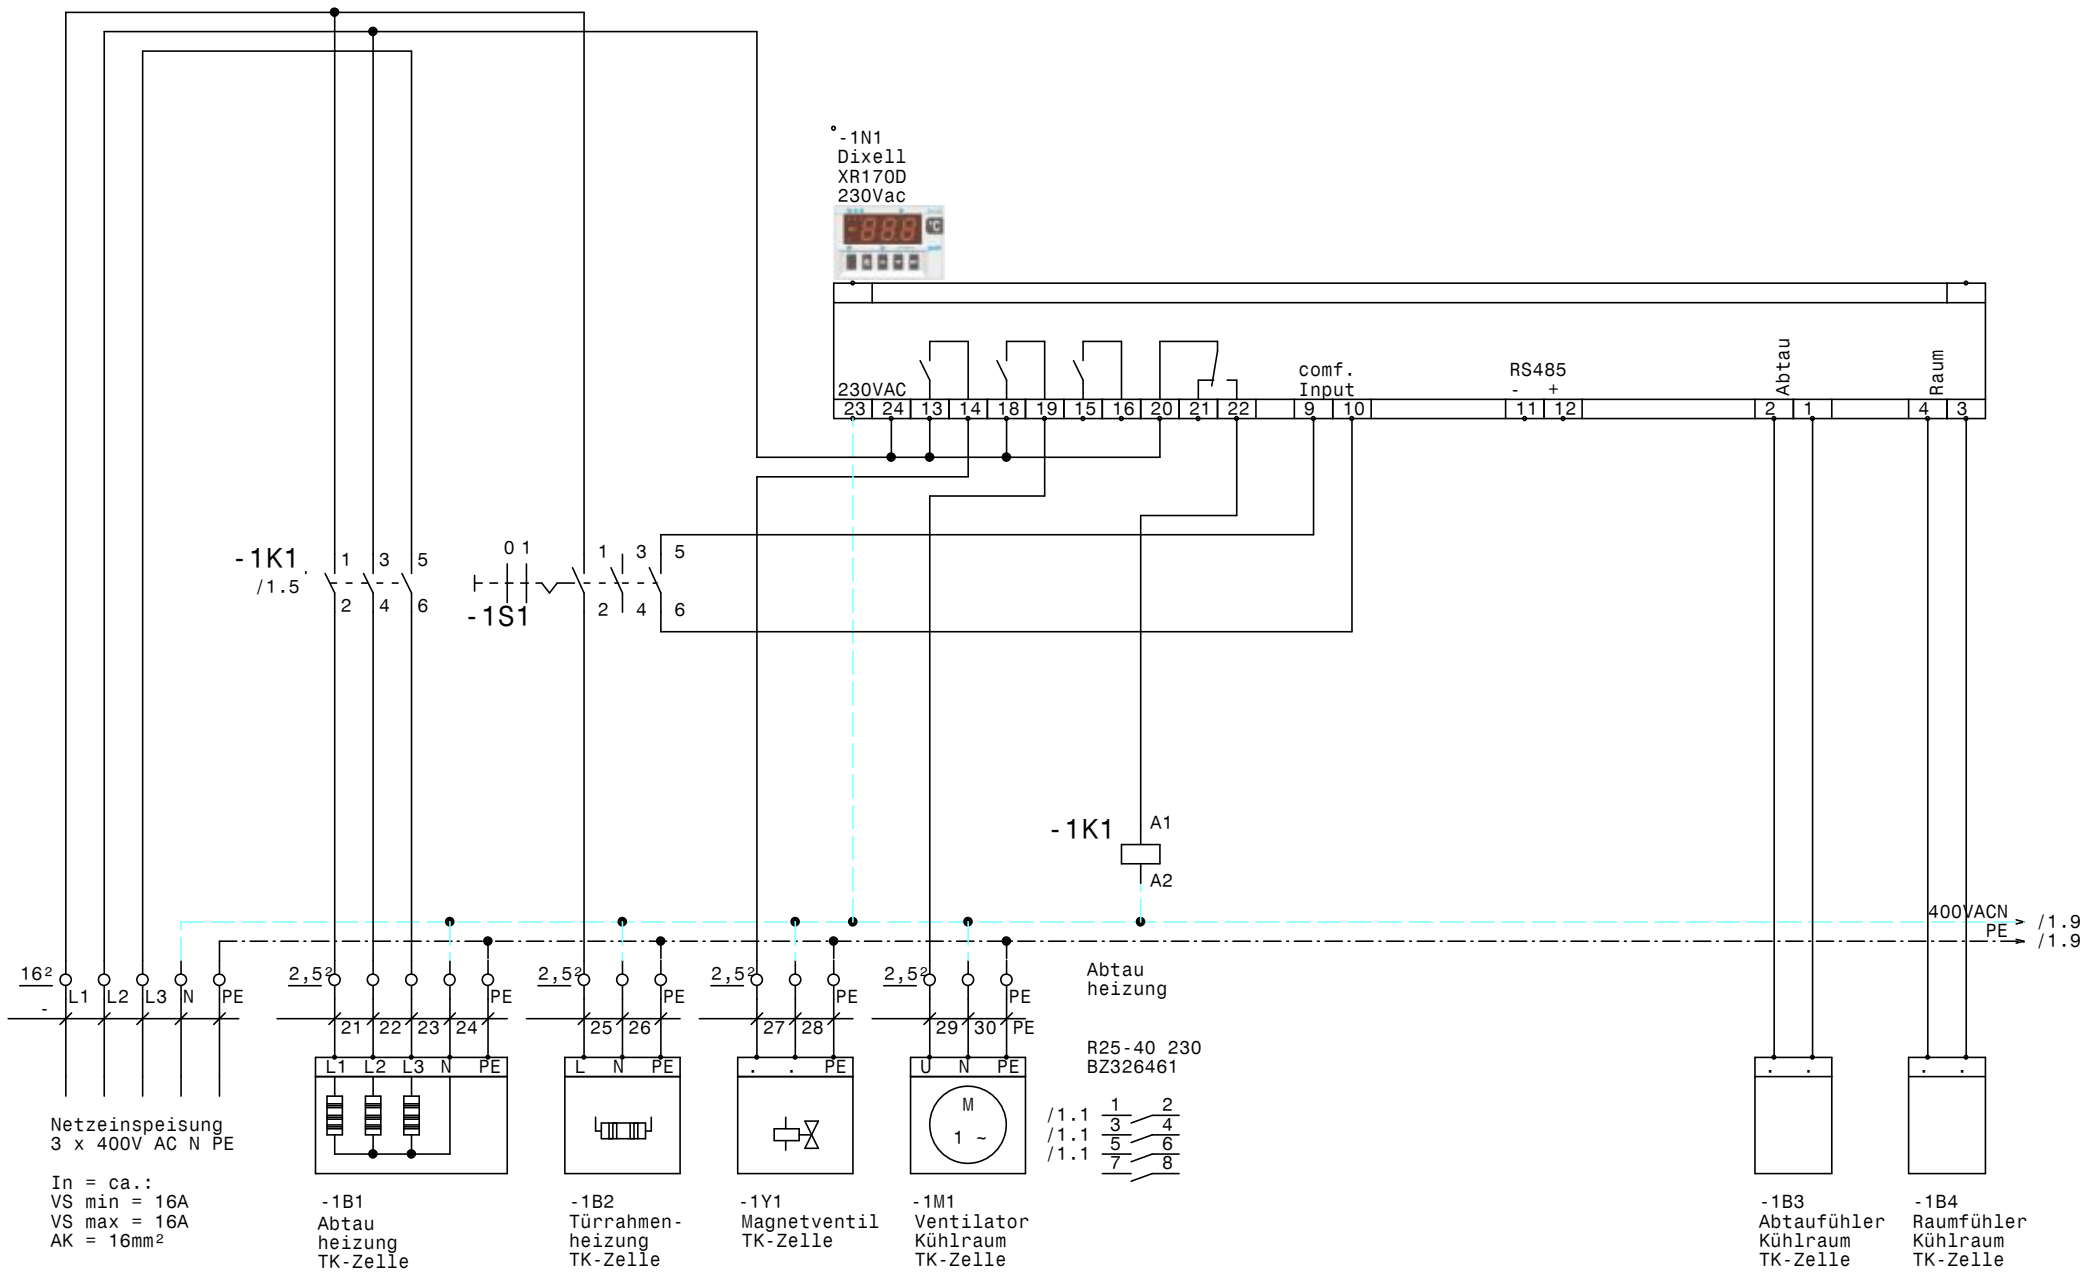 -1N1
Dixell
XR170D
230Vac
-888
°C
230VAC
comf.
Input
RS485
- +
Abtau
Raum
23 24 13 14 18 19 15 16 20 21 22 9 10 11 12 2 1 4 3
-1K1
/1.5
1 3 5
2 4 6
0 1
-1S1
1 3 5
2 4 6
-1K1
A1
A2
400VACN /1.9
PE /1.9
16² L1 L2 L3 N PE
-
2,5² PE
21 22 23 24
L1 L2 L3 N PE
2,5² PE
25 26
L N PE
2,5² PE
27 28
. . PE
2,5² PE
29 30 PE
U N PE
M
1 ~
Abtau
heizung
R25-40 230
BZ326461
/1.1 1 2
/1.1 3 4
/1.1 5 6
7 8
. .
. .
Netzeinspeisung
3 x 400V AC N PE
In = ca.:
VS min = 16A
VS max = 16A
AK = 16mm²
-1B1
Abtau
heizung
TK-Zelle
-1B2
Türrahmen-
heizung
TK-Zelle
-1Y1
Magnetventil
TK-Zelle
-1M1
Ventilator
Kühlraum
TK-Zelle
-1B3
Abtaufühler
Kühlraum
TK-Zelle
-1B4
Raumfühler
Kühlraum
TK-Zelle